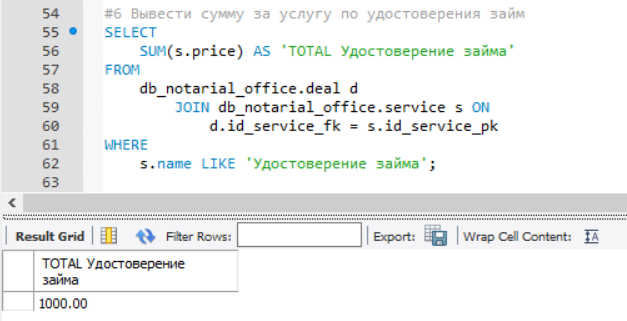 54 #6 Вывести сумму за услугу по удостоверения займ
55 SELECT
56 SUM(s.price) AS 'TOTAL Удостоверение займа'
57 FROM
58 db_notarial_office.deal d
59 JOIN db_notarial_office.service s ON
60 d.id_service_fk = s.id_service_pk
61 WHERE
62 s.name LIKE 'Удостоверение займа';
63
Result Grid Filter Rows: Export: Wrap Cell Content: IA
TOTAL Удостоверение
займа
1000.00